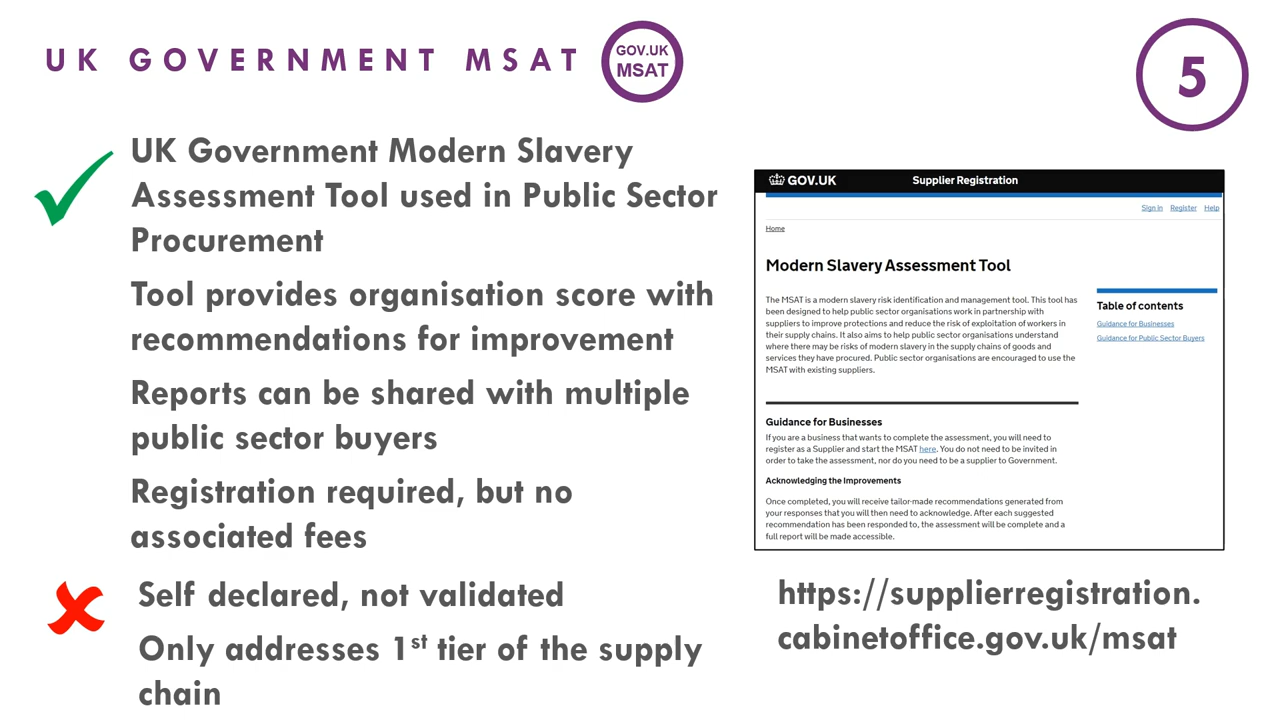 UK GOVERNMENT MSAT
GOV.UK
MSAT
5
UK Government Modern Slavery
Assessment Tool used in Public Sector
Procurement
Tool provides organisation score with
recommendations for improvement
Reports can be shared with multiple
public sector buyers
Registration required, but no
associated fees
Self declared, not validated
Only addresses 1st tier of the supply
chain
GOV.UK
Supplier Registration
Sign in Register Help
Home
Modern Slavery Assessment Tool
The MSAT is a modern slavery risk identification and management tool. This tool has
been designed to help public sector organisations work in partnership with
suppliers to improve protections and reduce the risk of exploitation of workers in
their supply chains. It also aims to help public sector organisations understand
where there may be risks of modern slavery in the supply chains of goods and
services they have procured. Public sector organisations are encouraged to use the
MSAT with existing suppliers.
Table of contents
Guidance for Businesses
Guidance for Public Sector Buyers
Guidance for Businesses
If you are a business that wants to complete the assessment, you will need to
register as a Supplier and start the MSAT here. You do not need to be invited in
order to take the assessment, nor do you need to be a supplier to Government.
Acknowledging the Improvements
Once completed, you will receive tailor-made recommendations generated from
your responses that you will then need to acknowledge. After each suggested
recommendation has been responded to, the assessment will be complete and a
full report will be made accessible.
https://supplierregistration.
cabinetoffice.gov.uk/msat